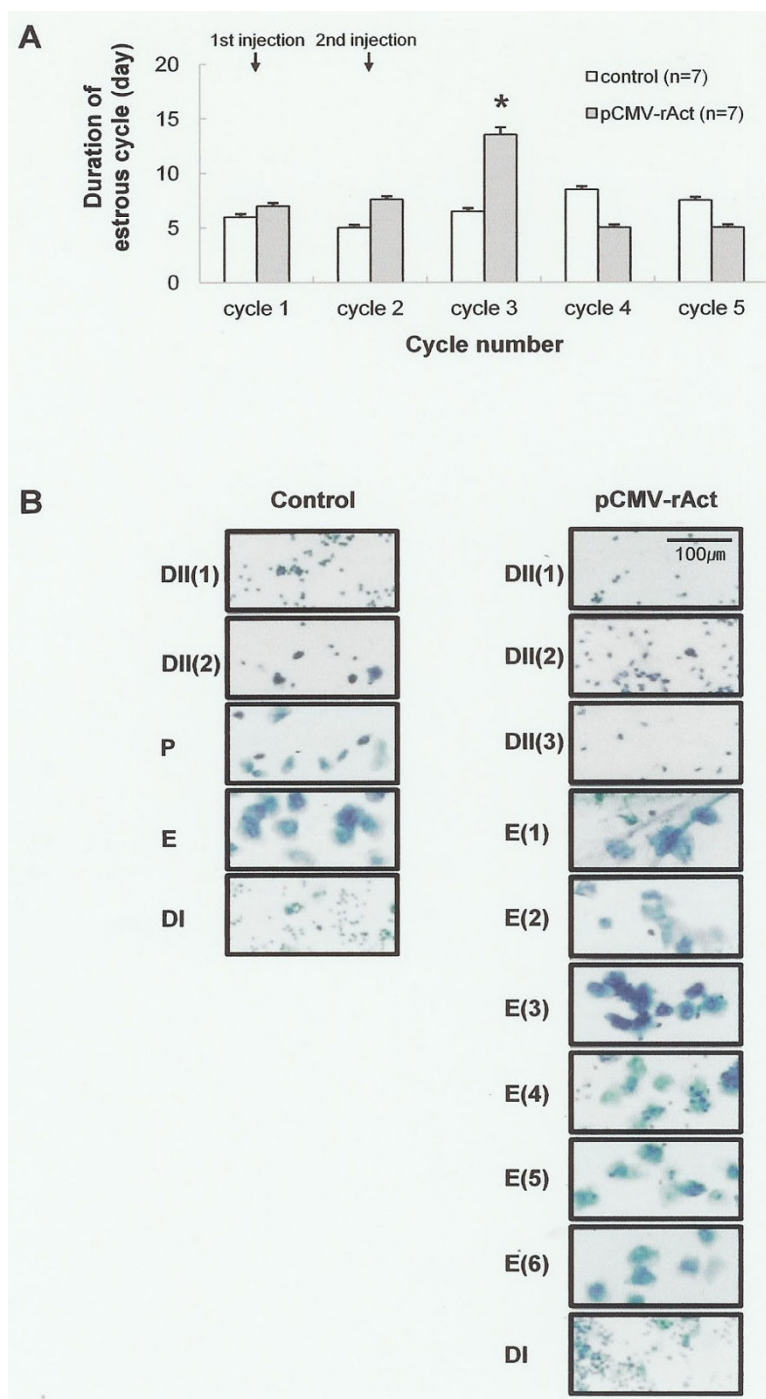 A
1st injection 2nd injection
Duration of
estrous cycle (day)
20
15
10
5
0
*
control (n=7)
pCMV-rAct (n=7)
cycle 1 cycle 2 cycle 3 cycle 4 cycle 5
Cycle number
B
Control
DII(1)
DII(2)
P
E
DI
pCMV-rAct
100㎛
DII(1)
DII(2)
DII(3)
E(1)
E(2)
E(3)
E(4)
E(5)
E(6)
DI